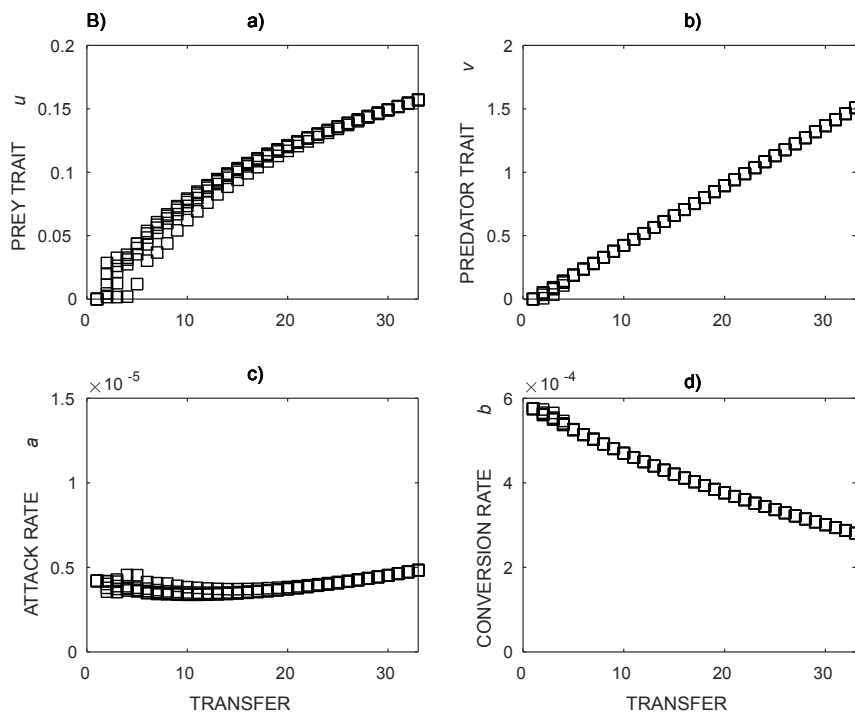 B) a) b)
0.2
0.15
0.1
0.05
0
PREY TRAIT u
0 10 20 30
2
1.5
1
0.5
0
PREDATOR TRAIT v
0 10 20 30
c) d)
× 10 -5
1.5
1
0.5
0
ATTACK RATE a
0 10 20 30
TRANSFER
× 10 -4
6
4
2
0
CONVERSION RATE b
0 10 20 30
TRANSFER